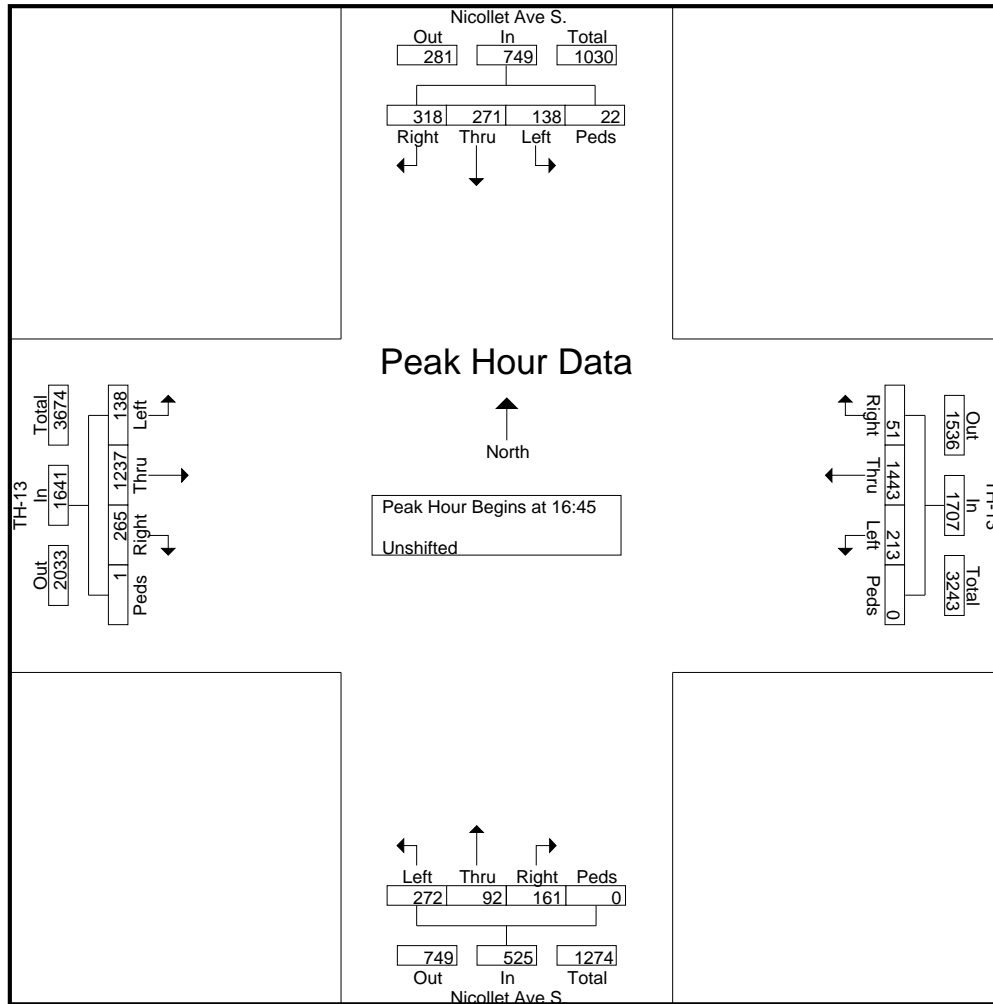 Nicollet Ave S.
Out In Total
281 749 1030
318 271 138 22
Right Thru Left Peds
Peak Hour Data
North
Peak Hour Begins at 16:45
Unshifted
TH-13
Total In Out
3674 1641 2033
138 1237 265 1
Left Thru Right Peds
Out In Total
1536 1707 3243
51 1443 213 0
Right Thru Left Peds
Left Thru Right Peds
272 92 161 0
749 525 1274
Out In Total
Nicollet Ave S.